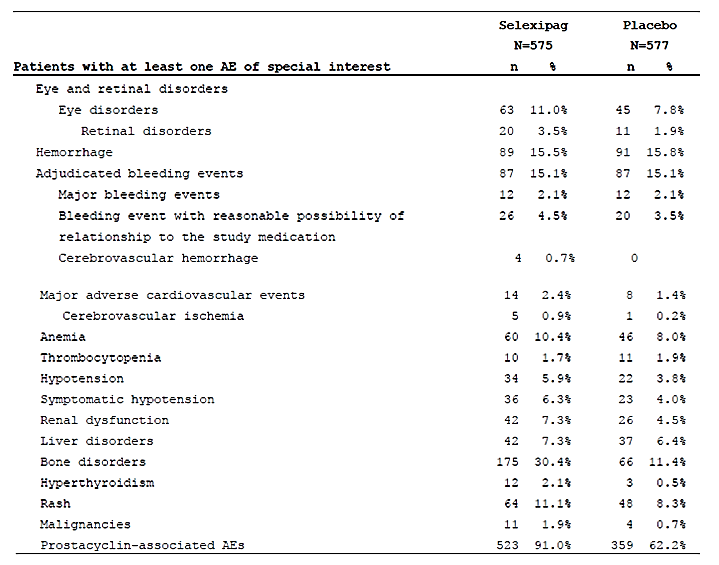 Selexipag Placebo
N=575 N=577
Patients with at least one AE of special interest n % n %
Eye and retinal disorders
Eye disorders 63 11.0% 45 7.8%
Retinal disorders 20 3.5% 11 1.9%
Hemorrhage 89 15.5% 91 15.8%
Adjudicated bleeding events 87 15.1% 87 15.1%
Major bleeding events 12 2.1% 12 2.1%
Bleeding event with reasonable possibility of 26 4.5% 20 3.5%
relationship to the study medication
Cerebrovascular hemorrhage 4 0.7% 0
Major adverse cardiovascular events 14 2.4% 8 1.4%
Cerebrovascular ischemia 5 0.9% 1 0.2%
Anemia 60 10.4% 46 8.0%
Thrombocytopenia 10 1.7% 11 1.9%
Hypotension 34 5.9% 22 3.8%
Symptomatic hypotension 36 6.3% 23 4.0%
Renal dysfunction 42 7.3% 26 4.5%
Liver disorders 42 7.3% 37 6.4%
Bone disorders 175 30.4% 66 11.4%
Hyperthyroidism 12 2.1% 3 0.5%
Rash 64 11.1% 48 8.3%
Malignancies 11 1.9% 4 0.7%
Prostacyclin-associated AEs 523 91.0% 359 62.2%